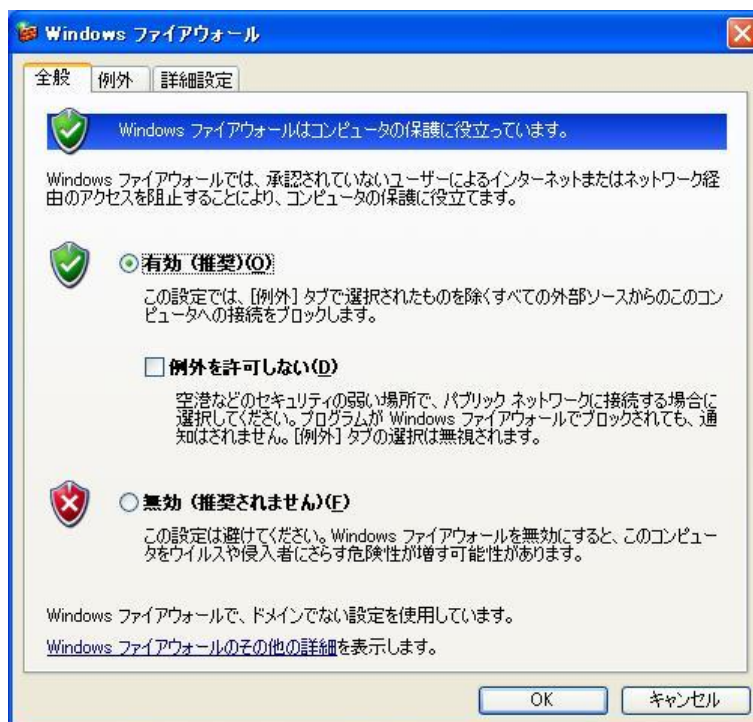 Windows ファイアウォール
全般 例外 詳細設定
Windows ファイアウォールはコンピュータの保護に役立っています。
Windows ファイアウォールでは、承認されていないユーザーによるインターネットまたはネットワーク経
由のアクセスを阻止することにより、コンピュータの保護に役立てます。
有効 (推奨)(O)
この設定では、[例外] タブで選択されたものを除くすべての外部ソースからのこのコン
ピュータへの接続をブロックします。
例外を許可しない(D)
空港などのセキュリティの弱い場所で、パブリック ネットワークに接続する場合に
選択してください。プログラムが Windows ファイアウォールでブロックされても、通
知はされません。[例外] タブの選択は無視されます。
無効 (推奨されません)(F)
この設定は避けてください。Windows ファイアウォールを無効にすると、このコンピュー
タをウイルスや侵入者にさらす危険性が増す可能性があります。
Windows ファイアウォールで、ドメインでない設定を使用しています。
Windows ファイアウォールのその他の詳細を表示します。
OK キャンセル